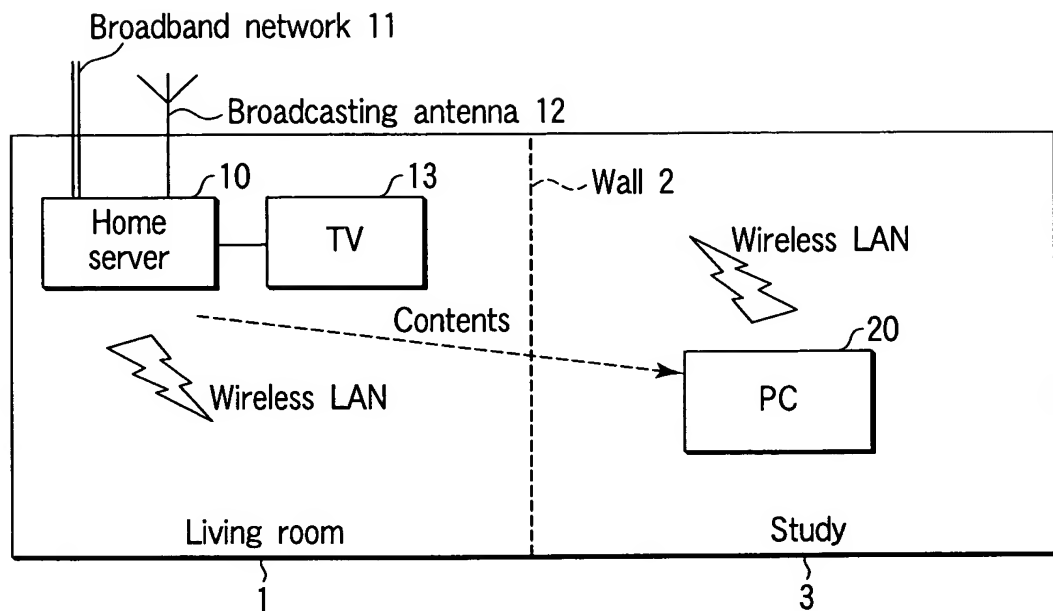 Broadband network 11
Broadcasting antenna 12
10
13
Wall 2
Home
server
TV
Wireless LAN
Contents
20
Wireless LAN
PC
Living room
Study
1
3